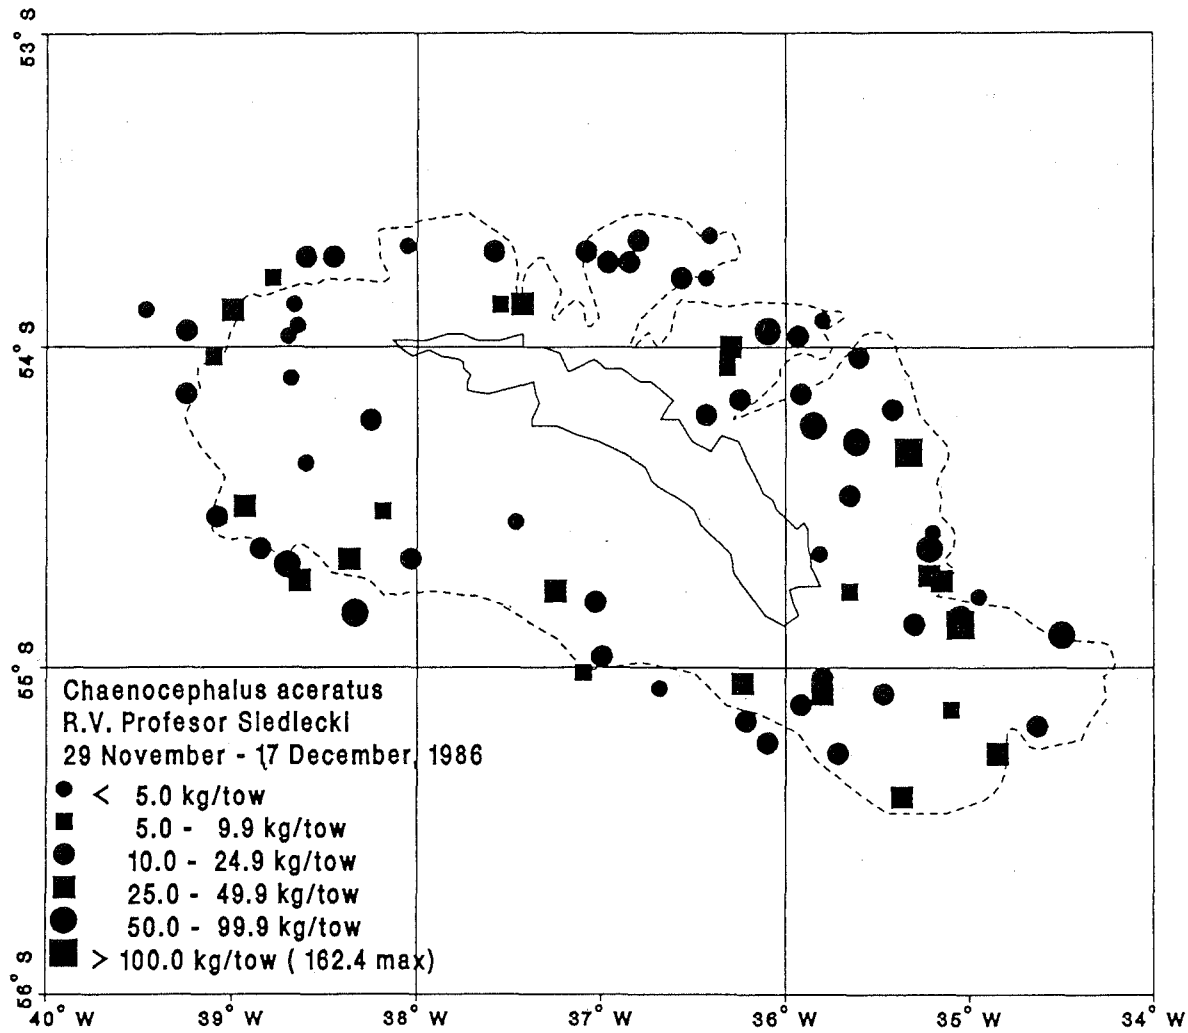 53° S
54° S
55° S
56° S
Chaenocephalus aceratus
R.V. Profesor Siedlecki
29 November - 17 December, 1986
< 5.0 kg/tow
5.0 - 9.9 kg/tow
10.0 - 24.9 kg/tow
25.0 - 49.9 kg/tow
50.0 - 99.9 kg/tow
> 100.0 kg/tow ( 162.4 max)
40° W 39° W 38° W 37° W 36° W 35° W 34° W